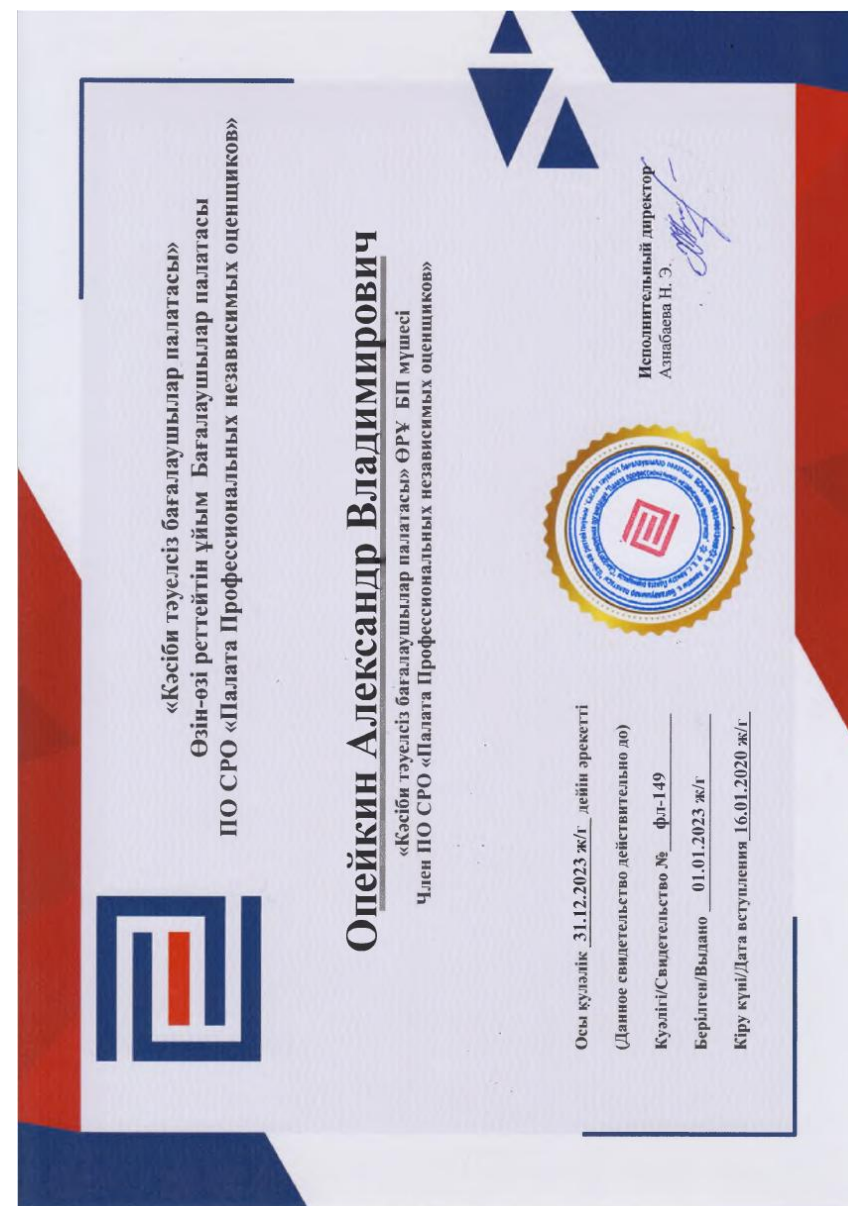 «Кәсіби тәуелсіз бағалаушылар палатасы»
Өзін-өзі реттейтін ұйым Бағалаушылар палатасы
ПО СРО «Палата Профессиональных независимых оценщиков»
Опейкин Александр Владимирович
«Кәсіби тәуелсіз бағалаушылар палатасы» ӨРҰ БП мүшесі
Член ПО СРО «Палата Профессиональных независимых оценщиков»
Осы куәлік 31.12.2023 ж/г дейін әрекетті
(Данное свидетельство действительно до)
Куәлігі/Свидетельство № фл-149
Берілген/Выдано 01.01.2023 ж/г
Кіру күні/Дата вступления 16.01.2020 ж/г
Исполнительный директор
Азнабаева Н. Э.